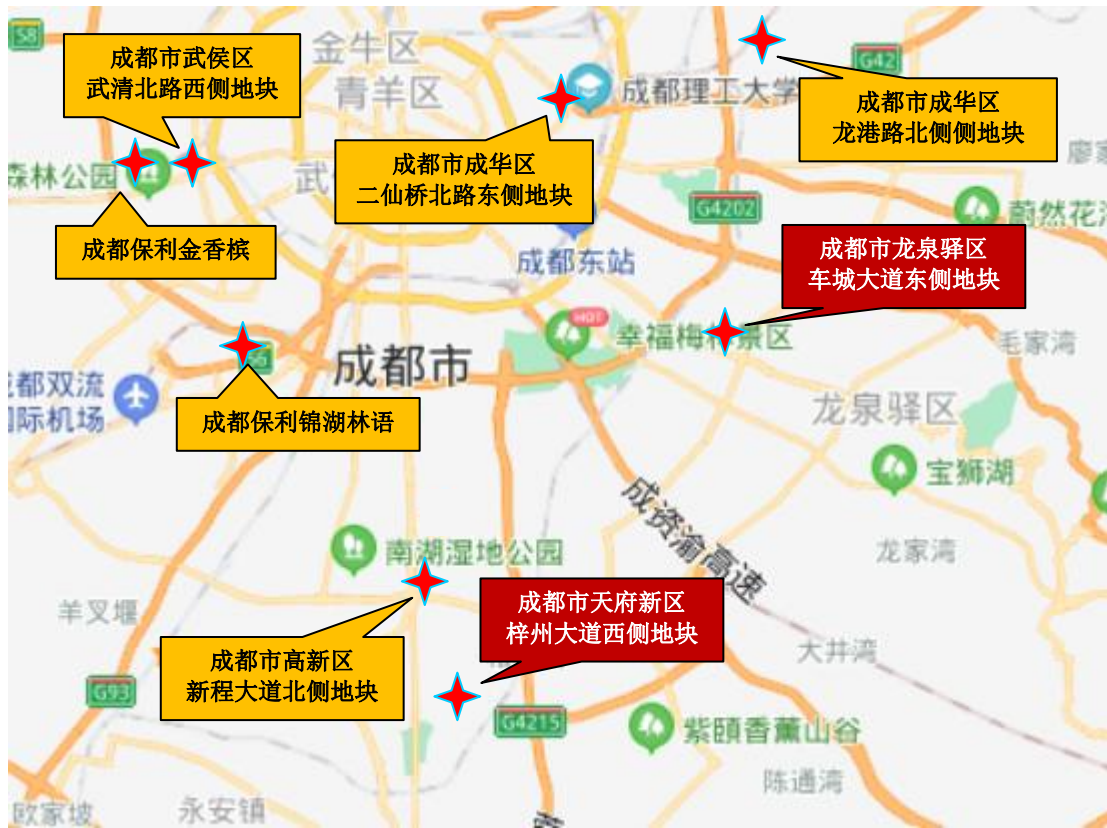 S8
金牛区
青羊区
成都市武侯区
武清北路西侧地块
成都理工大学
G42
成都市成华区
龙港路北侧侧地块
成都市成华区
二仙桥北路东侧地块
森林公园
武
廖家
G4202
蔚然花海
成都保利金香槟
成都东站
成都市龙泉驿区
车城大道东侧地块
HOT
幸福梅林景区
毛家湾
S6
成都市
成都双流
国际机场
成都保利锦湖林语
龙泉驿区
宝狮湖
成资渝高速
南湖湿地公园
龙家湾
羊叉堰
成都市天府新区
梓州大道西侧地块
成都市高新区
新程大道北侧地块
大井湾
G93
G4215
紫頤香薰山谷
陈通湾
欧家坡
永安镇